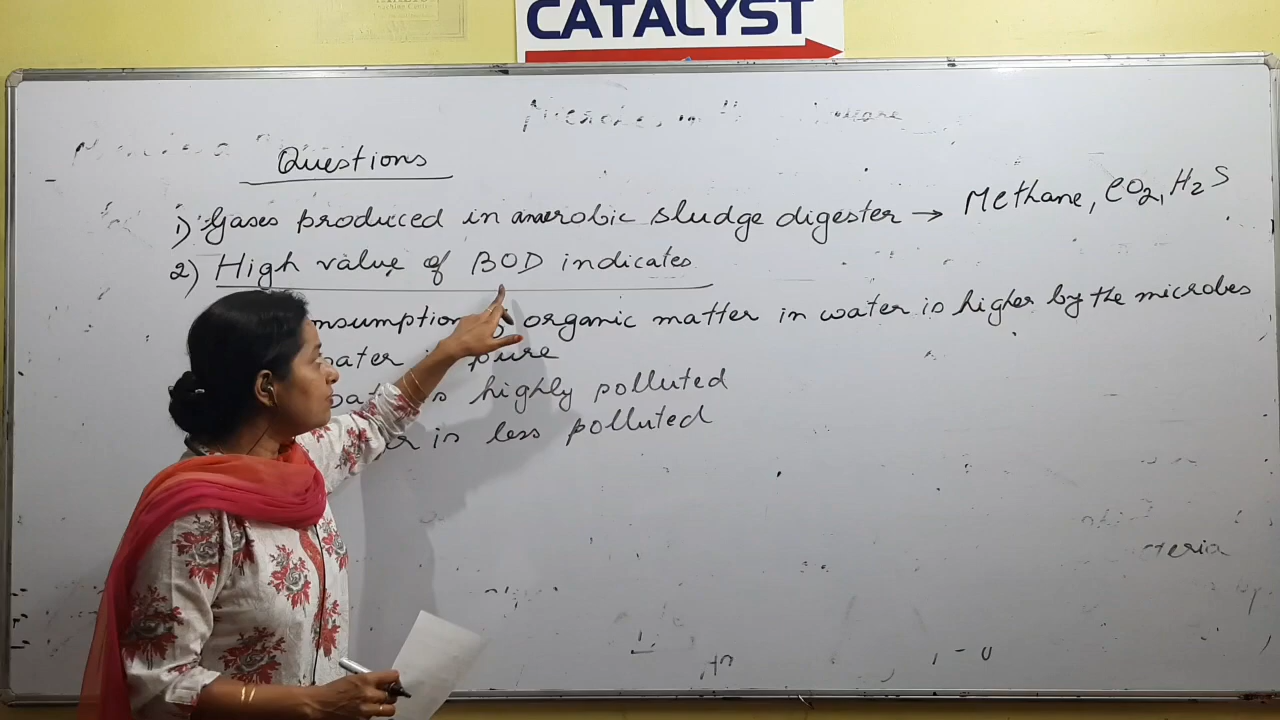 CATALYST
Questions
1) Gases produced in anaerobic sludge digester → Methane, CO2, H2S
2) High value of BOD indicates
organic matter in water is higher by the microbes
pure
highly polluted
is less polluted